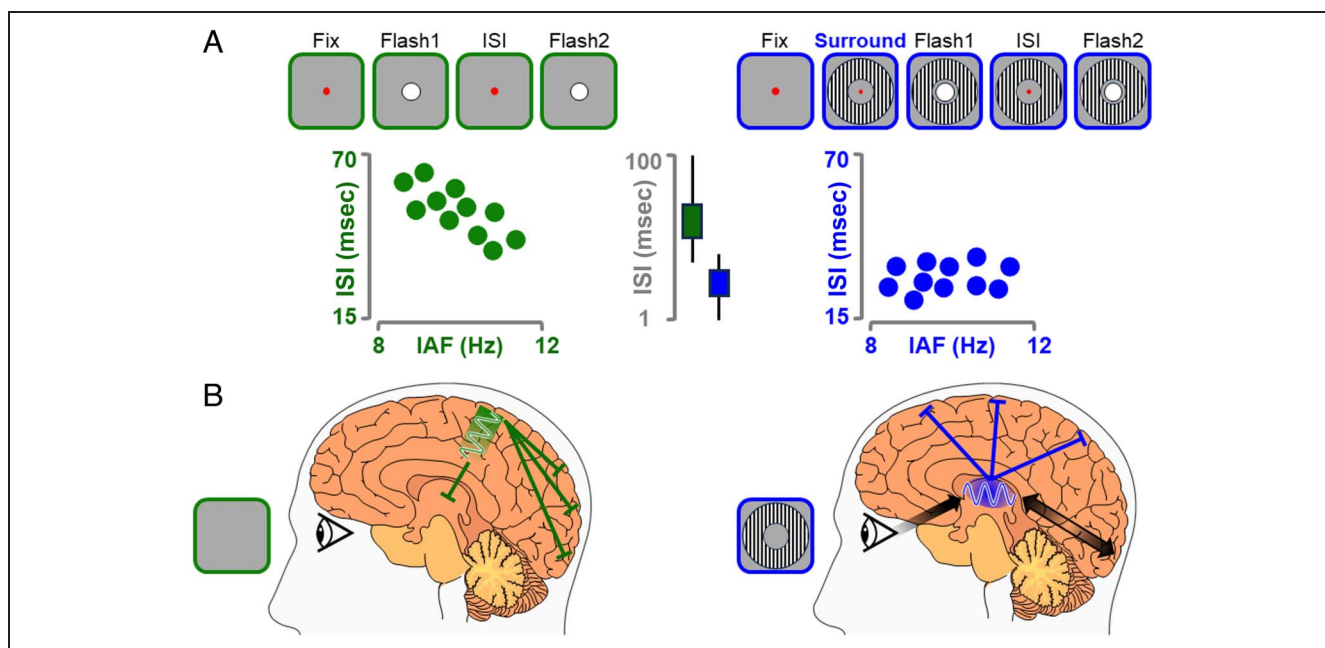 A
Fix Flash1 ISI Flash2
Fix Surround Flash1 ISI Flash2
70
ISI (msec)
15
8 IAF (Hz) 12
100
ISI (msec)
1
70
ISI (msec)
15
8 IAF (Hz) 12
B